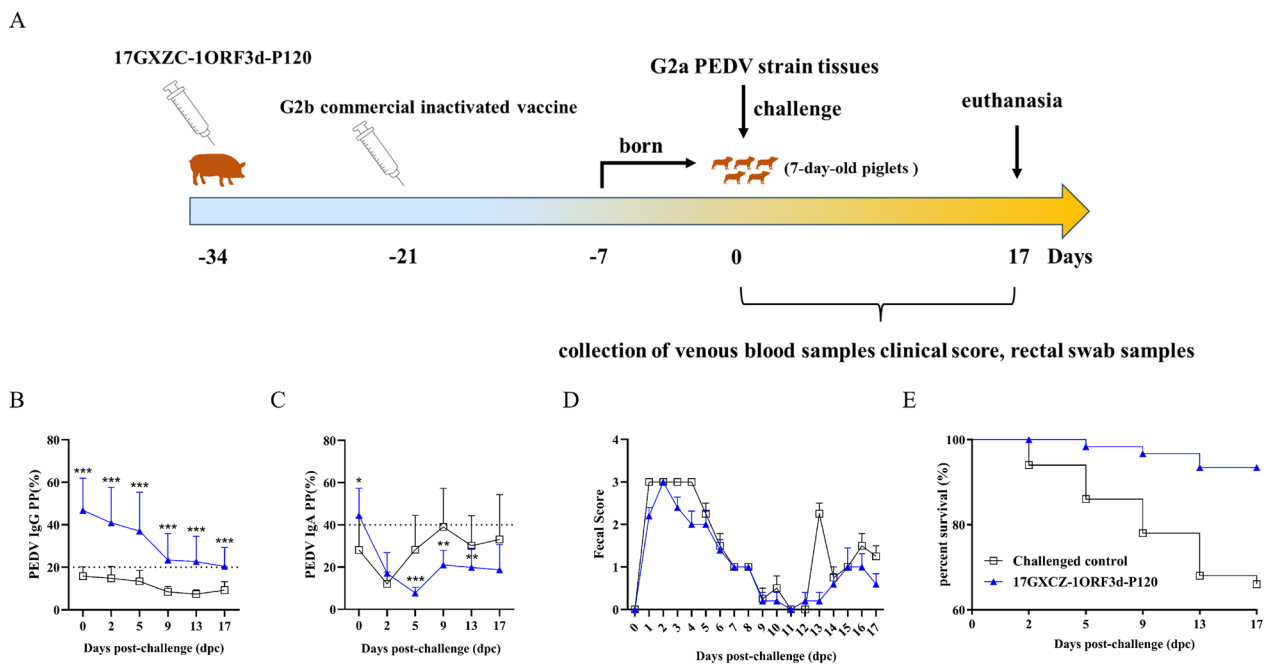 A
17GXZC-1ORF3d-P120
G2b commercial inactivated vaccine
G2a PEDV strain tissues
challenge
euthanasia
born
(7-day-old piglets )
-34 -21 -7 0 17 Days
collection of venous blood samples clinical score, rectal swab samples
B
PEDV IgG PP(%)
80
60
40
20
0
*** *** *** *** *** ***
0 2 5 9 13 17
Days post-challenge (dpc)
C
PEDV IgA PP(%)
80
60
40
20
0
* *** ** **
0 2 5 9 13 17
Days post-challenge (dpc)
D
Fecal Score
4
3
2
1
0
0 1 2 3 4 5 6 7 8 9 10 11 12 13 14 15 16 17
Days post-challenge (dpc)
E
percent survival (%)
100
80
60
Challenged control
17GXCZ-1ORF3d-P120
0 2 5 9 13 17
Days post-challenge (dpc)